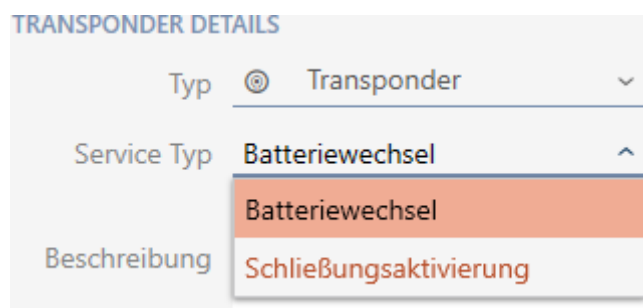 TRANSPONDER DETAILS
Typ Transponder
Service Typ Batteriewechsel
Batteriewechsel
Beschreibung Schließungsaktivierung